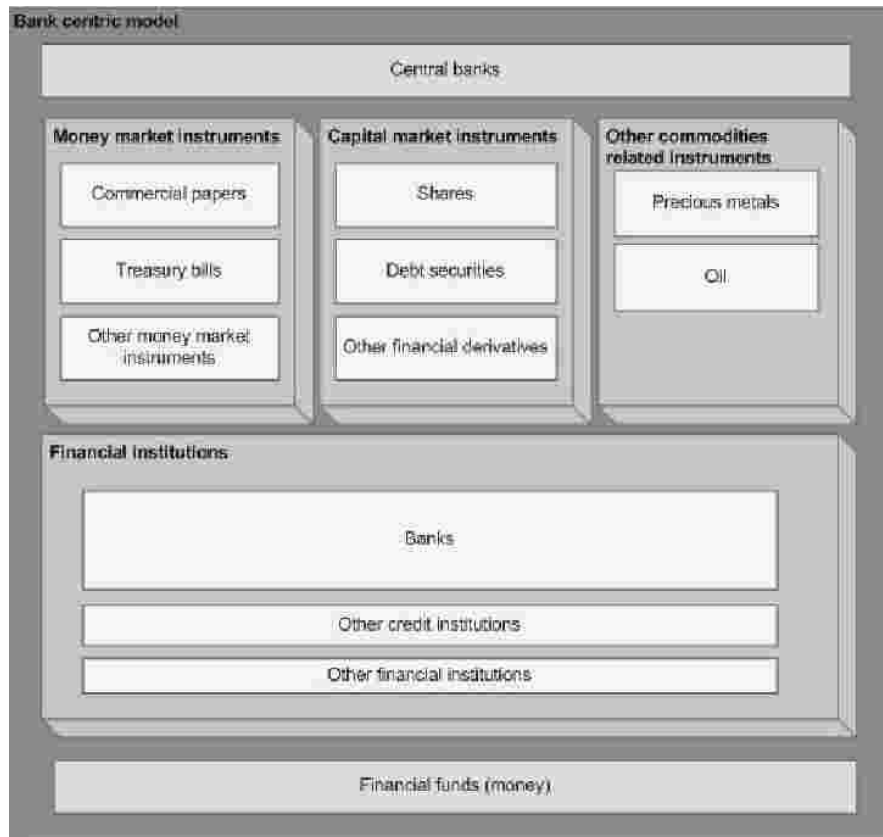 Bank centric model
Central banks
Money market instruments
Commercial papers
Treasury bills
Other money market
instruments
Capital market instruments
Shares
Debt securities
Other financial derivatives
Other commodities
related instruments
Precious metals
Oil
Financial institutions
Banks
Other credit institutions
Other financial institutions
Financial funds (money)